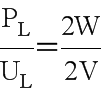 P_L/U_L = 2W/2V